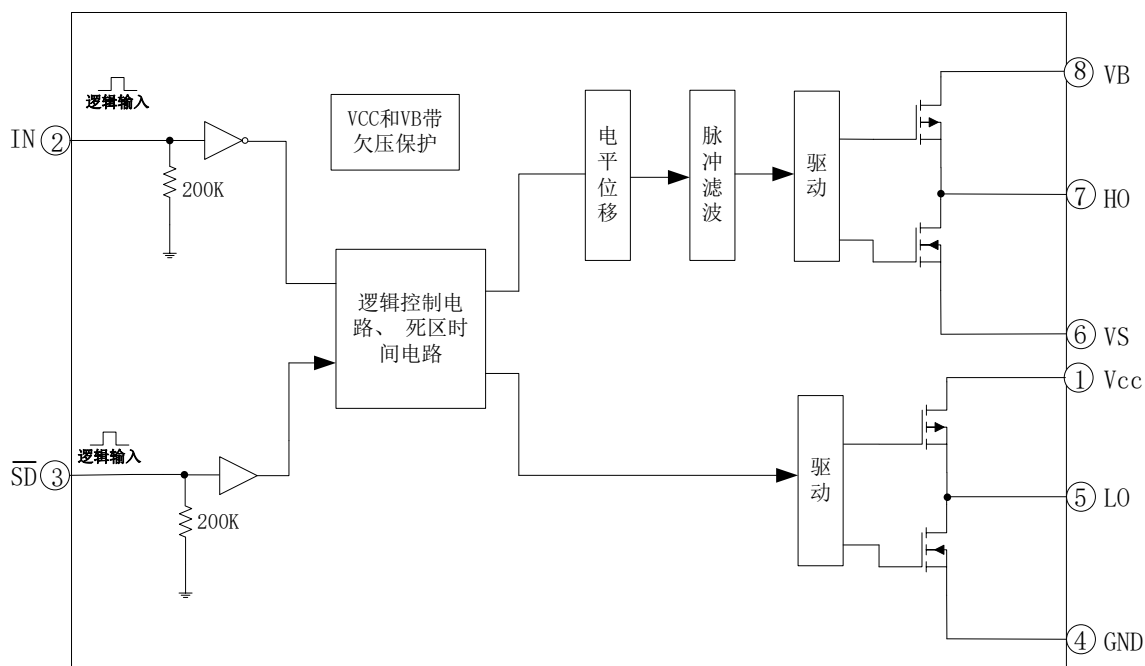 逻辑输入
IN ②
200K
VCC和VB带
欠压保护
电平位移
脉冲滤波
驱动
⑧ VB
⑦ HO
⑥ VS
逻辑控制电
路、死区时
间电路
① Vcc
逻辑输入
SD ③
200K
驱动
⑤ LO
④ GND